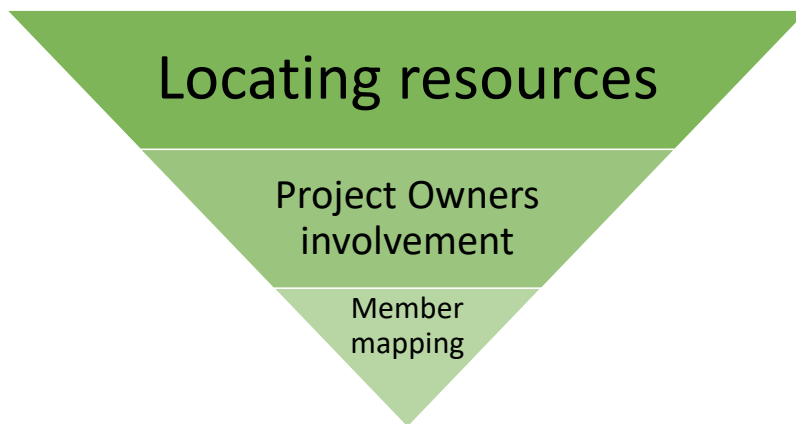 Locating resources
Project Owners
involvement
Member
mapping